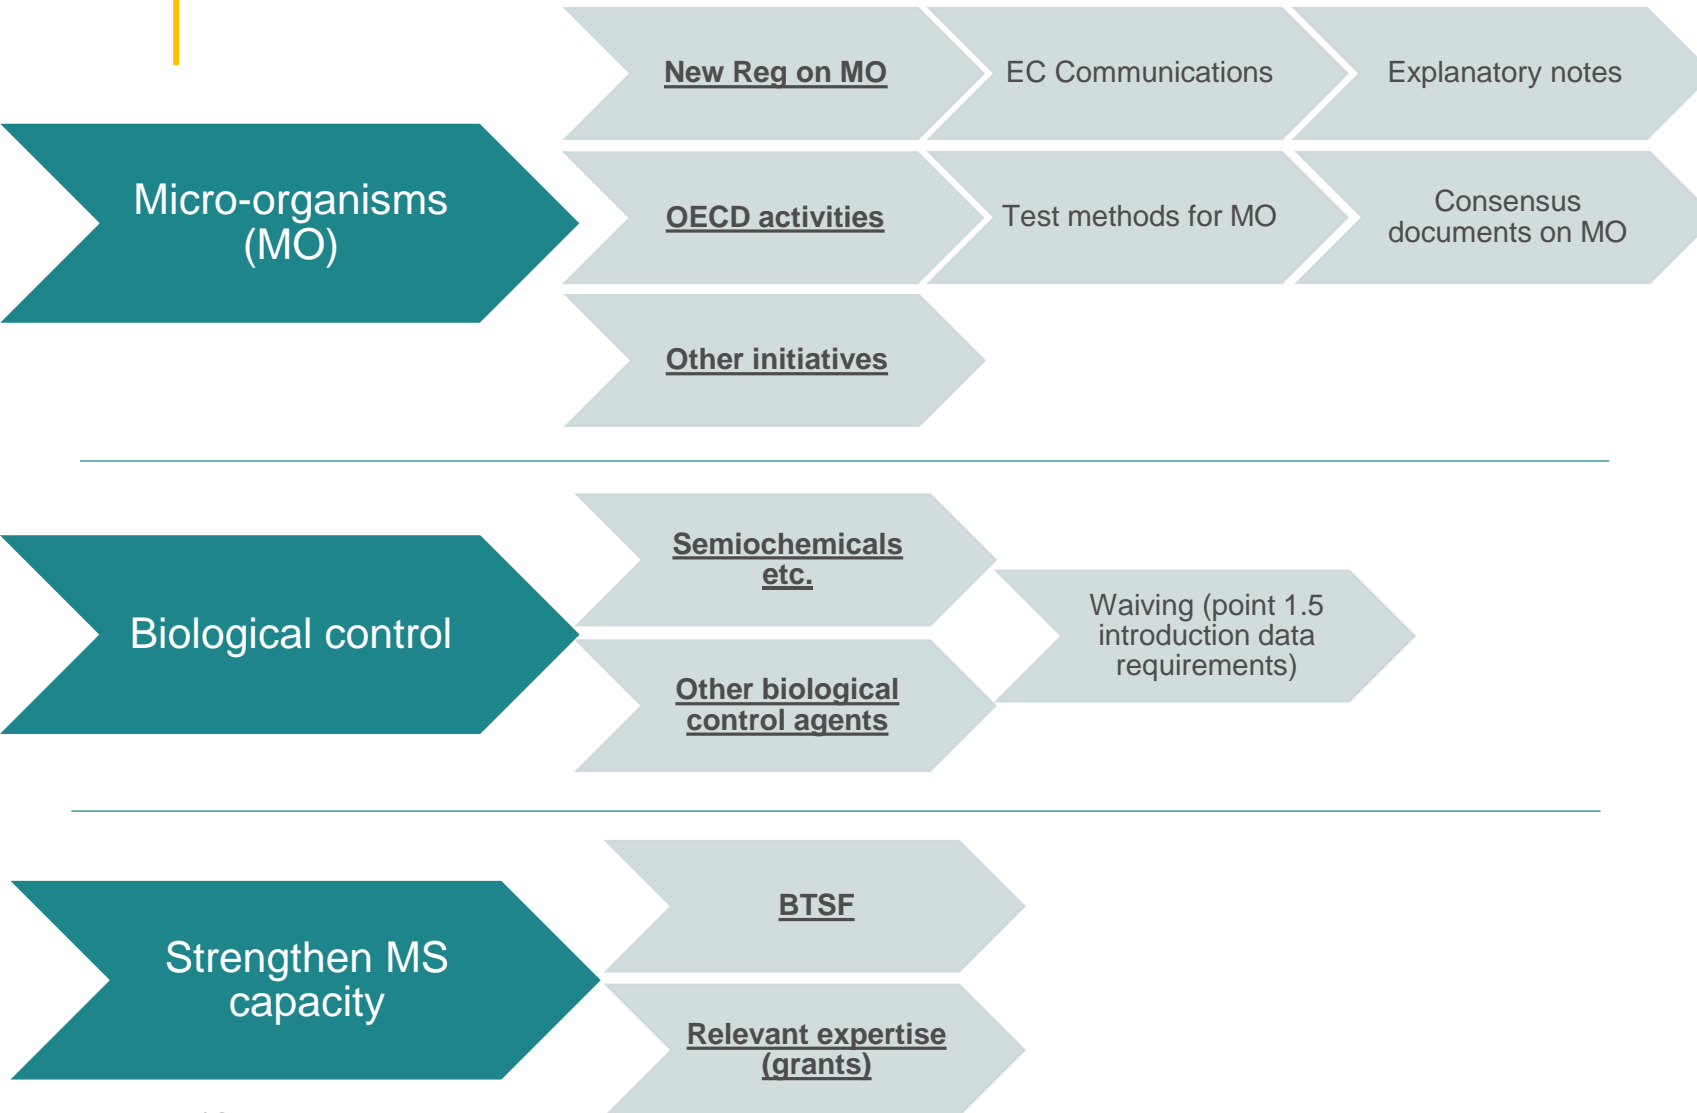 New Reg on MO
EC Communications
Explanatory notes
Micro-organisms
(MO)
OECD activities
Test methods for MO
Consensus
documents on MO
Other initiatives
Biological control
Semiochemicals
etc.
Other biological
control agents
Waiving (point 1.5
introduction data
requirements)
Strengthen MS
capacity
BTSF
Relevant expertise
(grants)